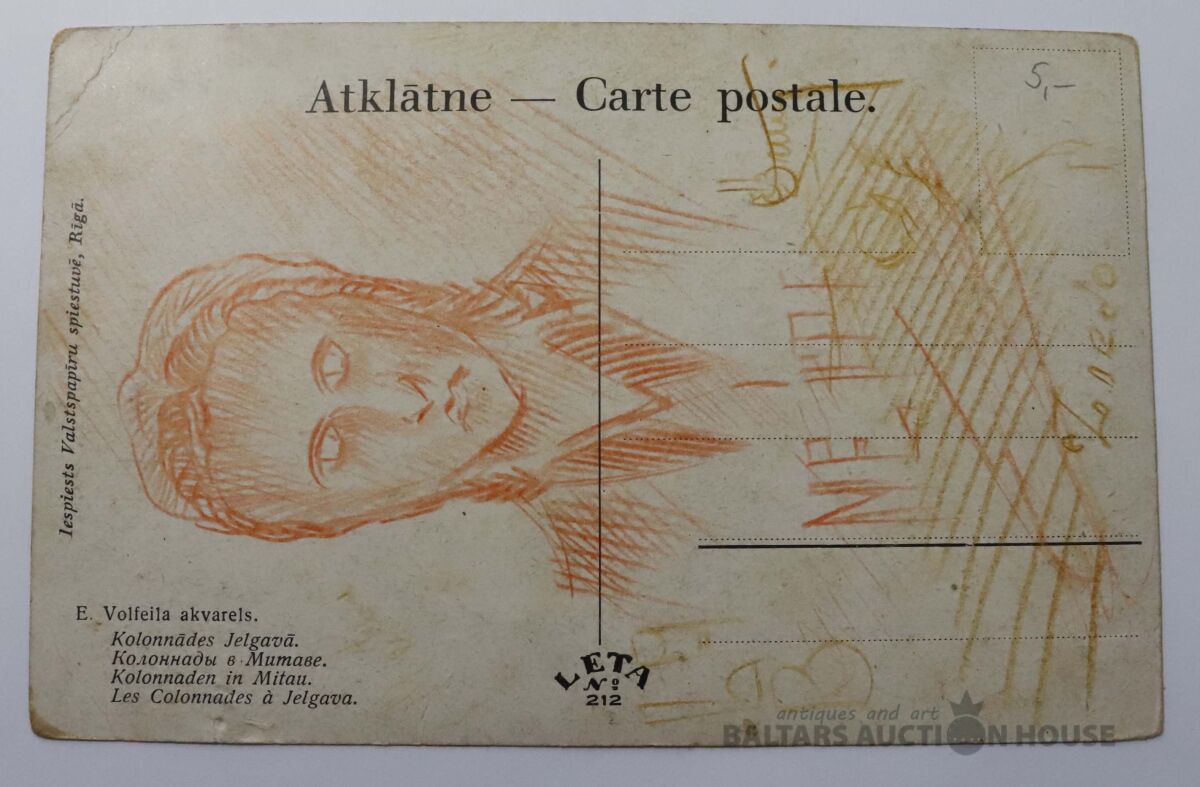 Atklātne — Carte postale.
5,—
Iespiests Valstspapīru spiestuvē, Rīgā.
E. Volfeila akvarels.
Kolonnādes Jelgavā.
Колоннады в Митаве.
Kolonnaden in Mitau.
Les Colonnades à Jelgava.
LETA
No
212
antiques and art
BALTARS AUCTION HOUSE